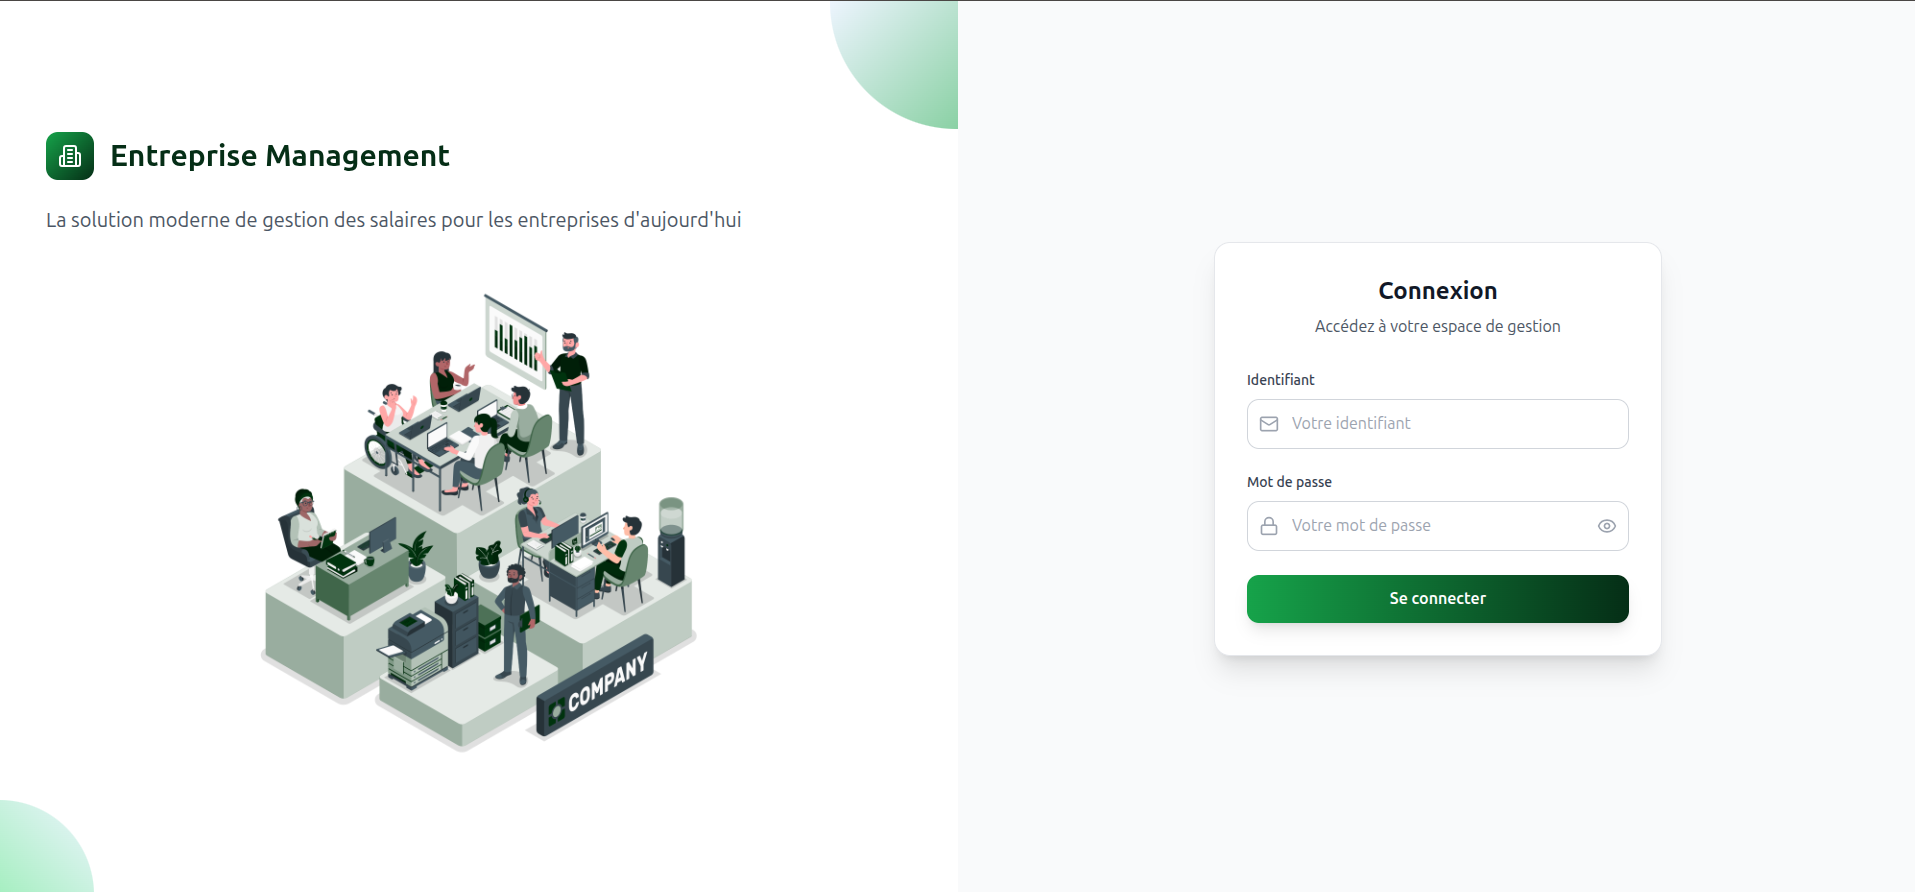 Entreprise Management
La solution moderne de gestion des salaires pour les entreprises d'aujourd'hui
COMPANY
Connexion
Accédez à votre espace de gestion
Identifiant
Votre identifiant
Mot de passe
Votre mot de passe
Se connecter